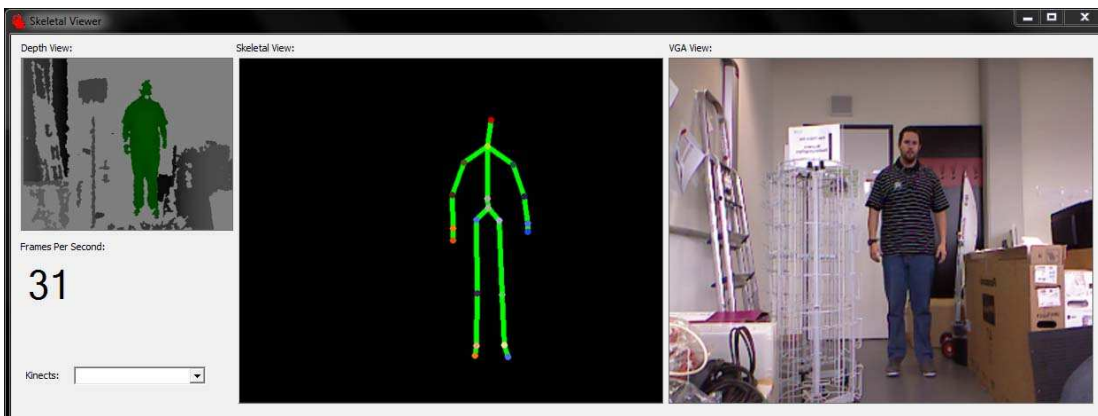 Skeletal Viewer
Depth View:
Skeletal View:
VGA View:
Frames Per Second:
31
Kinects: